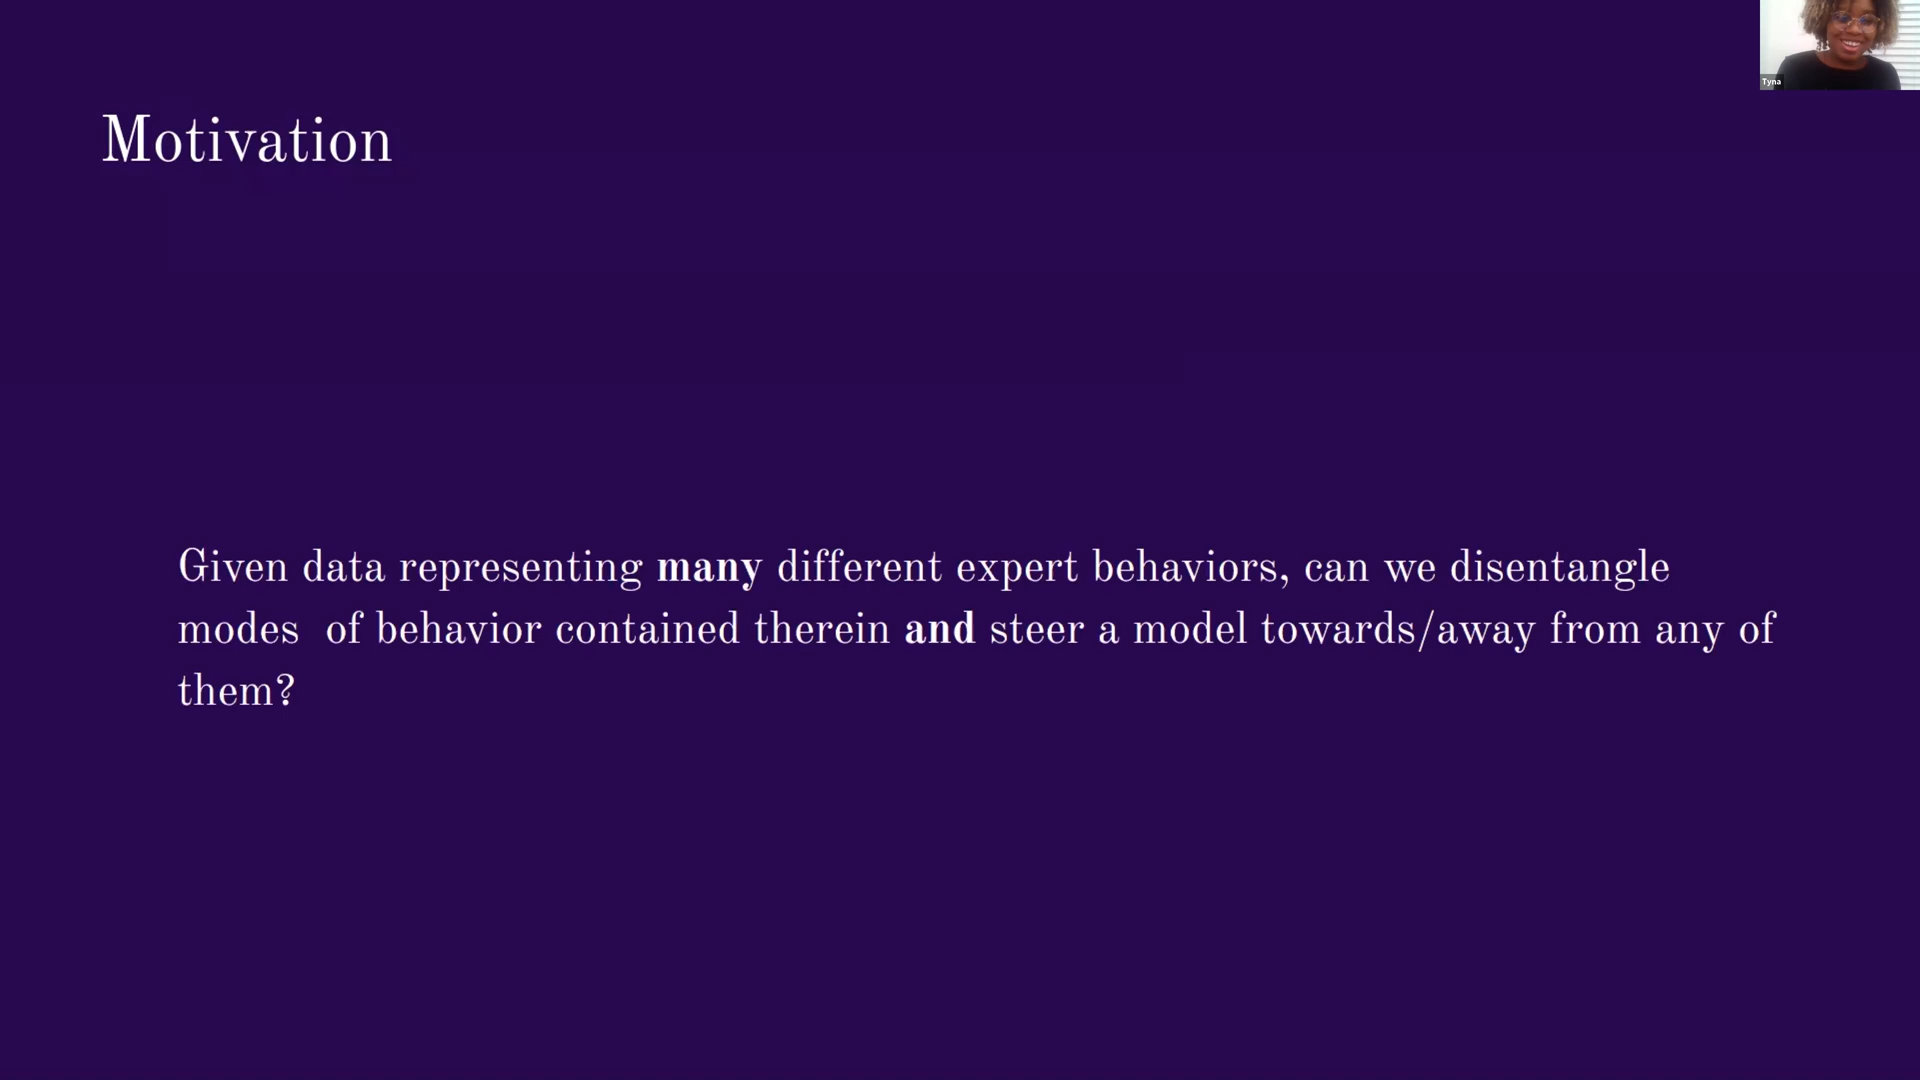 Tyna
Motivation
Given data representing many different expert behaviors, can we disentangle
modes  of behavior contained therein and steer a model towards/away from any of
them?